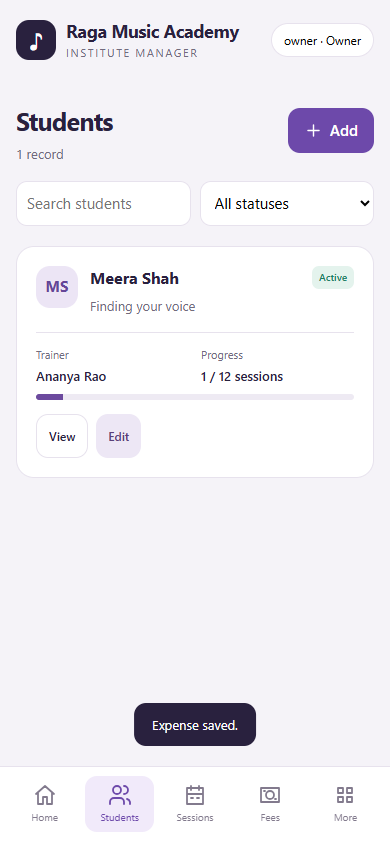 Raga Music Academy
INSTITUTE MANAGER
owner · Owner
Students
1 record
Add
Search students
All statuses
MS
Meera Shah
Finding your voice
Active
Trainer
Progress
Ananya Rao
1 / 12 sessions
View
Edit
Expense saved.
Home
Students
Sessions
Fees
More